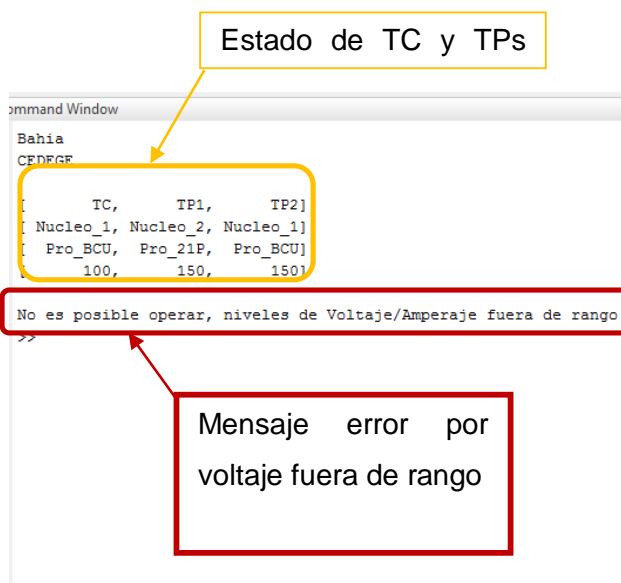 Estado de TC y TPs
ommand Window
Bahia
CEDEGE
[ TC, TP1, TP2]
[ Nucleo_1, Nucleo_2, Nucleo_1]
[ Pro_BCU, Pro_21P, Pro_BCU]
[ 100, 150, 150]
No es posible operar, niveles de Voltaje/Amperaje fuera de rango
>>
Mensaje error por
voltaje fuera de rango